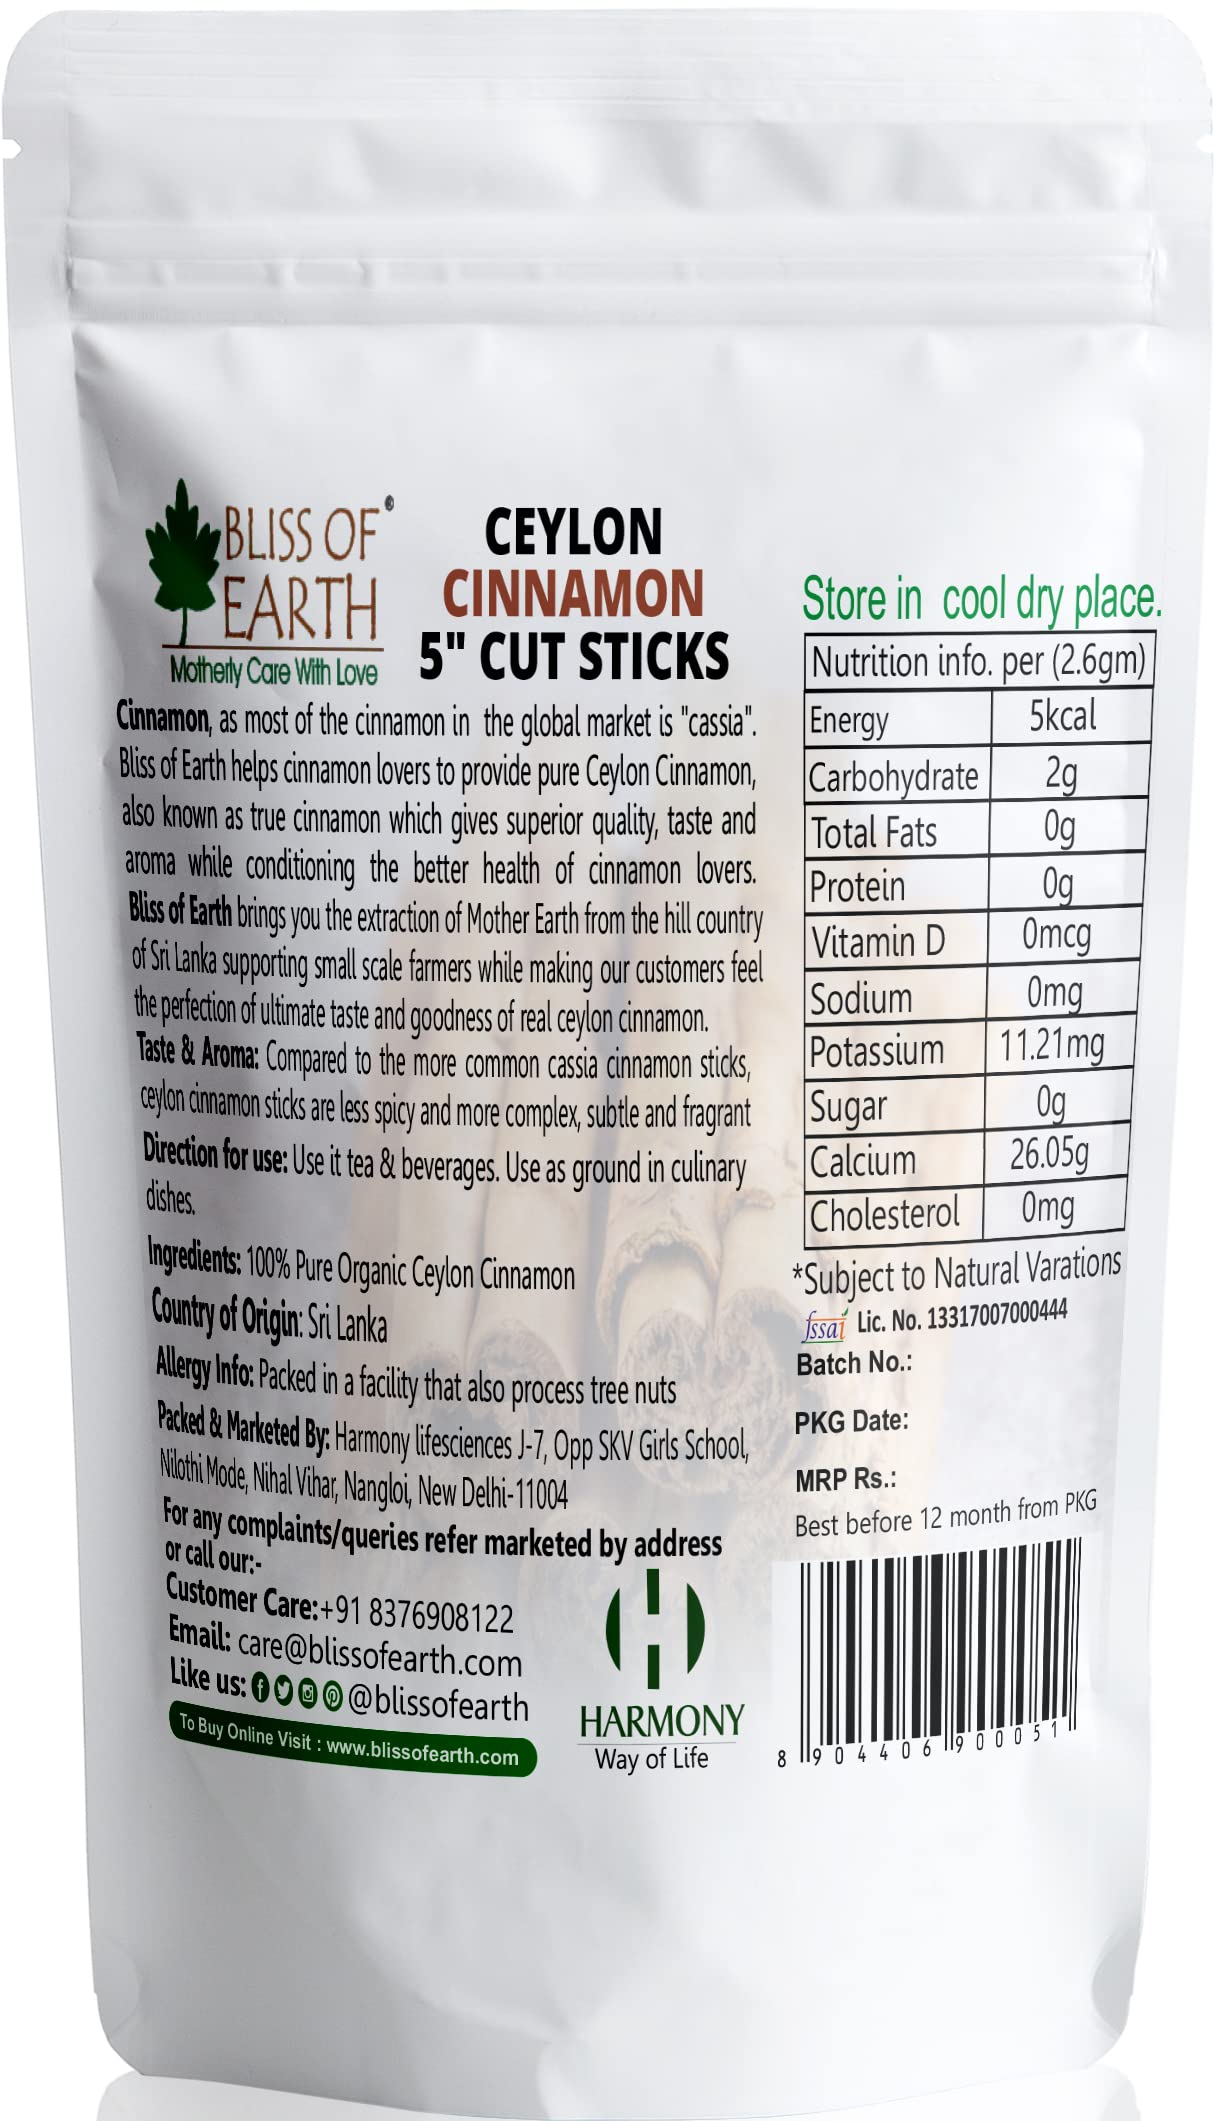 BLISS OF
EARTH
Motherly Care With Love
CEYLON
CINNAMON
5" CUT STICKS
Cinnamon, as most of the cinnamon in the global market is "cassia".
Bliss of Earth helps cinnamon lovers to provide pure Ceylon Cinnamon,
also known as true cinnamon which gives superior quality, taste and
aroma while conditioning the better health of cinnamon lovers.
Bliss of Earth brings you the extraction of Mother Earth from the hill country
of Sri Lanka supporting small scale farmers while making our customers feel
the perfection of ultimate taste and goodness of real ceylon cinnamon.
Taste & Aroma: Compared to the more common cassia cinnamon sticks,
ceylon cinnamon sticks are less spicy and more complex, subtle and fragrant
Direction for use: Use it tea & beverages. Use as ground in culinary
dishes.
Ingredients: 100% Pure Organic Ceylon Cinnamon
Country of Origin: Sri Lanka
Allergy Info: Packed in a facility that also process tree nuts
Packed & Marketed By: Harmony lifesciences J-7, Opp SKV Girls School,
Nilothi Mode, Nihal Vihar, Nangloi, New Delhi-11004
For any complaints/queries refer marketed by address
or call our:-
Customer Care:+91 8376908122
Email: care@blissofearth.com
Like us: @blissofearth
To Buy Online Visit : www.blissofearth.com
HARMONY
Way of Life
Store in cool dry place.
Nutrition info. per (2.6gm)
Energy 5kcal
Carbohydrate 2g
Total Fats 0g
Protein 0g
Vitamin D 0mcg
Sodium 0mg
Potassium 11.21mg
Sugar 0g
Calcium 26.05g
Cholesterol 0mg
*Subject to Natural Varations
fssai Lic. No. 13317007000444
Batch No.:
PKG Date:
MRP Rs.:
Best before 12 month from PKG
8 904406 900051